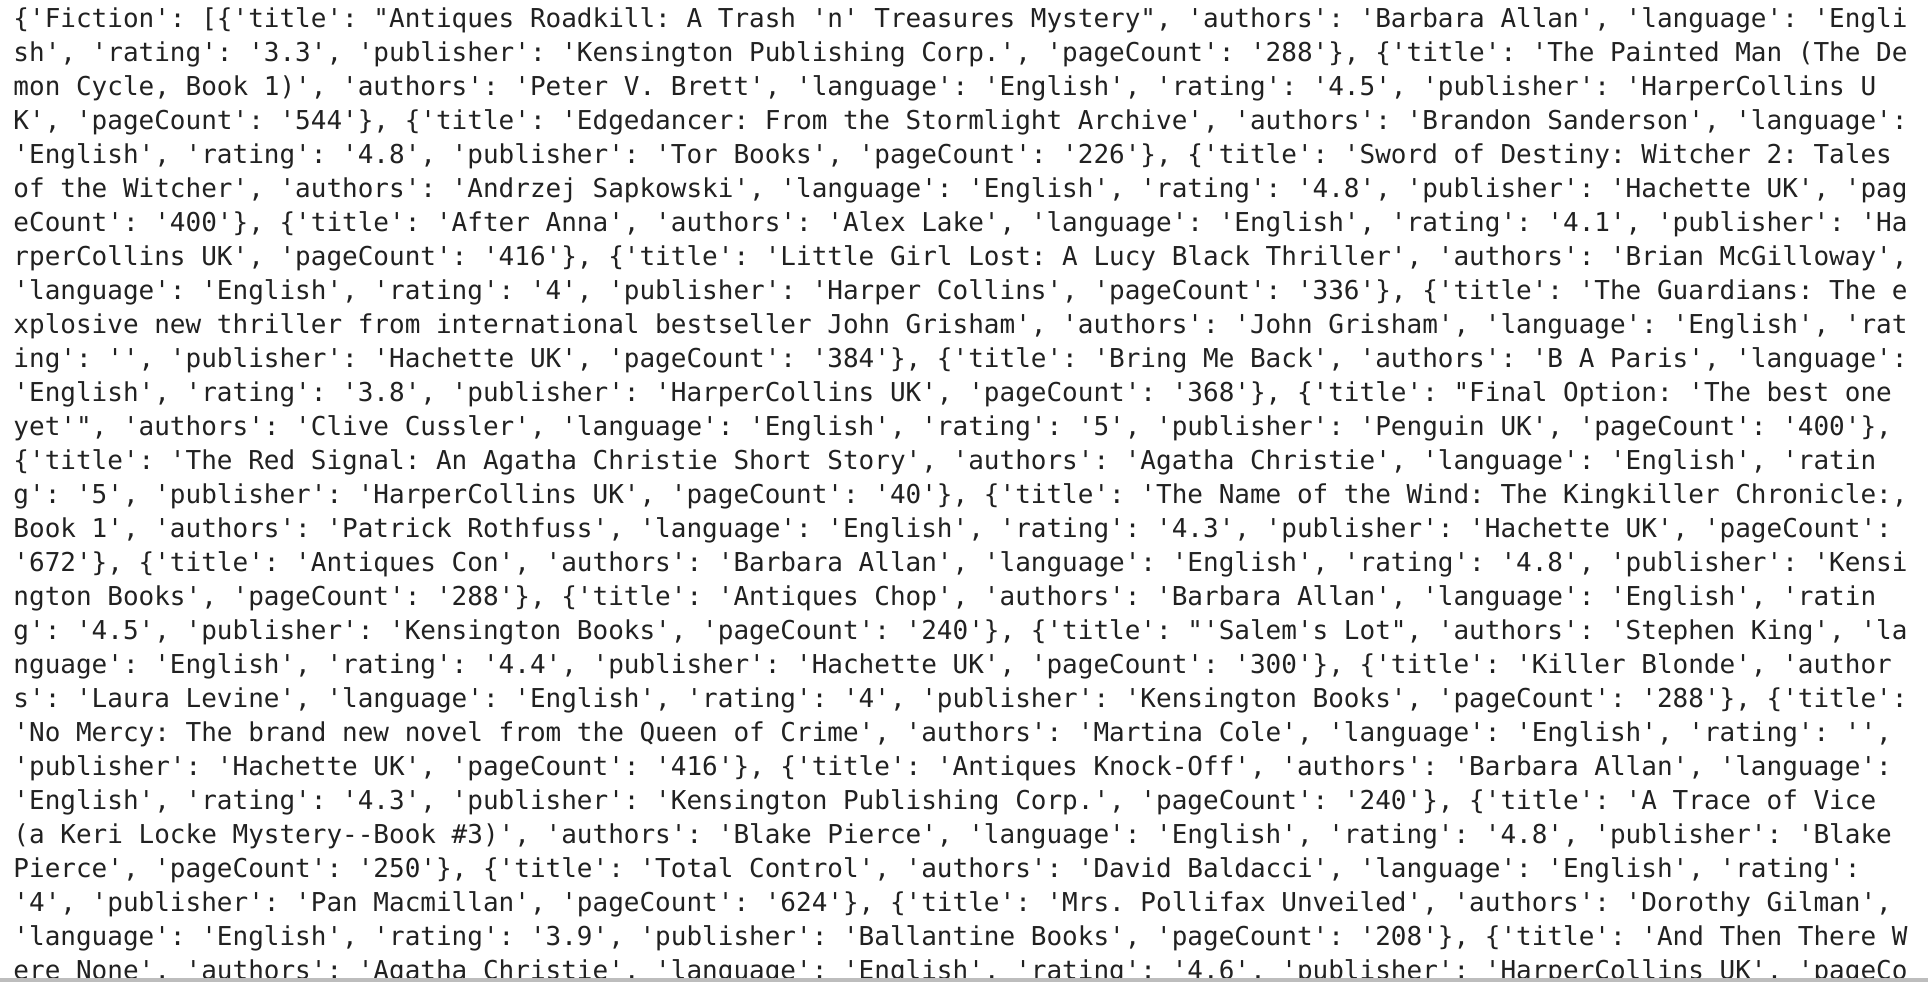 {'Fiction': [{'title': "Antiques Roadkill: A Trash 'n' Treasures Mystery", 'authors': 'Barbara Allan', 'language': 'Engli
sh', 'rating': '3.3', 'publisher': 'Kensington Publishing Corp.', 'pageCount': '288'}, {'title': 'The Painted Man (The De
mon Cycle, Book 1)', 'authors': 'Peter V. Brett', 'language': 'English', 'rating': '4.5', 'publisher': 'HarperCollins U
K', 'pageCount': '544'}, {'title': 'Edgedancer: From the Stormlight Archive', 'authors': 'Brandon Sanderson', 'language':
'English', 'rating': '4.8', 'publisher': 'Tor Books', 'pageCount': '226'}, {'title': 'Sword of Destiny: Witcher 2: Tales
of the Witcher', 'authors': 'Andrzej Sapkowski', 'language': 'English', 'rating': '4.8', 'publisher': 'Hachette UK', 'pag
eCount': '400'}, {'title': 'After Anna', 'authors': 'Alex Lake', 'language': 'English', 'rating': '4.1', 'publisher': 'Ha
rperCollins UK', 'pageCount': '416'}, {'title': 'Little Girl Lost: A Lucy Black Thriller', 'authors': 'Brian McGilloway',
'language': 'English', 'rating': '4', 'publisher': 'Harper Collins', 'pageCount': '336'}, {'title': 'The Guardians: The e
xplosive new thriller from international bestseller John Grisham', 'authors': 'John Grisham', 'language': 'English', 'rat
ing': '', 'publisher': 'Hachette UK', 'pageCount': '384'}, {'title': 'Bring Me Back', 'authors': 'B A Paris', 'language':
'English', 'rating': '3.8', 'publisher': 'HarperCollins UK', 'pageCount': '368'}, {'title': "Final Option: 'The best one
yet'", 'authors': 'Clive Cussler', 'language': 'English', 'rating': '5', 'publisher': 'Penguin UK', 'pageCount': '400'},
{'title': 'The Red Signal: An Agatha Christie Short Story', 'authors': 'Agatha Christie', 'language': 'English', 'ratin
g': '5', 'publisher': 'HarperCollins UK', 'pageCount': '40'}, {'title': 'The Name of the Wind: The Kingkiller Chronicle:,
Book 1', 'authors': 'Patrick Rothfuss', 'language': 'English', 'rating': '4.3', 'publisher': 'Hachette UK', 'pageCount':
'672'}, {'title': 'Antiques Con', 'authors': 'Barbara Allan', 'language': 'English', 'rating': '4.8', 'publisher': 'Kensi
ngton Books', 'pageCount': '288'}, {'title': 'Antiques Chop', 'authors': 'Barbara Allan', 'language': 'English', 'ratin
g': '4.5', 'publisher': 'Kensington Books', 'pageCount': '240'}, {'title': "'Salem's Lot", 'authors': 'Stephen King', 'la
nguage': 'English', 'rating': '4.4', 'publisher': 'Hachette UK', 'pageCount': '300'}, {'title': 'Killer Blonde', 'author
s': 'Laura Levine', 'language': 'English', 'rating': '4', 'publisher': 'Kensington Books', 'pageCount': '288'}, {'title':
'No Mercy: The brand new novel from the Queen of Crime', 'authors': 'Martina Cole', 'language': 'English', 'rating': '',
'publisher': 'Hachette UK', 'pageCount': '416'}, {'title': 'Antiques Knock-Off', 'authors': 'Barbara Allan', 'language':
'English', 'rating': '4.3', 'publisher': 'Kensington Publishing Corp.', 'pageCount': '240'}, {'title': 'A Trace of Vice
(a Keri Locke Mystery--Book #3)', 'authors': 'Blake Pierce', 'language': 'English', 'rating': '4.8', 'publisher': 'Blake
Pierce', 'pageCount': '250'}, {'title': 'Total Control', 'authors': 'David Baldacci', 'language': 'English', 'rating':
'4', 'publisher': 'Pan Macmillan', 'pageCount': '624'}, {'title': 'Mrs. Pollifax Unveiled', 'authors': 'Dorothy Gilman',
'language': 'English', 'rating': '3.9', 'publisher': 'Ballantine Books', 'pageCount': '208'}, {'title': 'And Then There W
ere None', 'authors': 'Agatha Christie', 'language': 'English', 'rating': '4.6', 'publisher': 'HarperCollins UK', 'pageCo